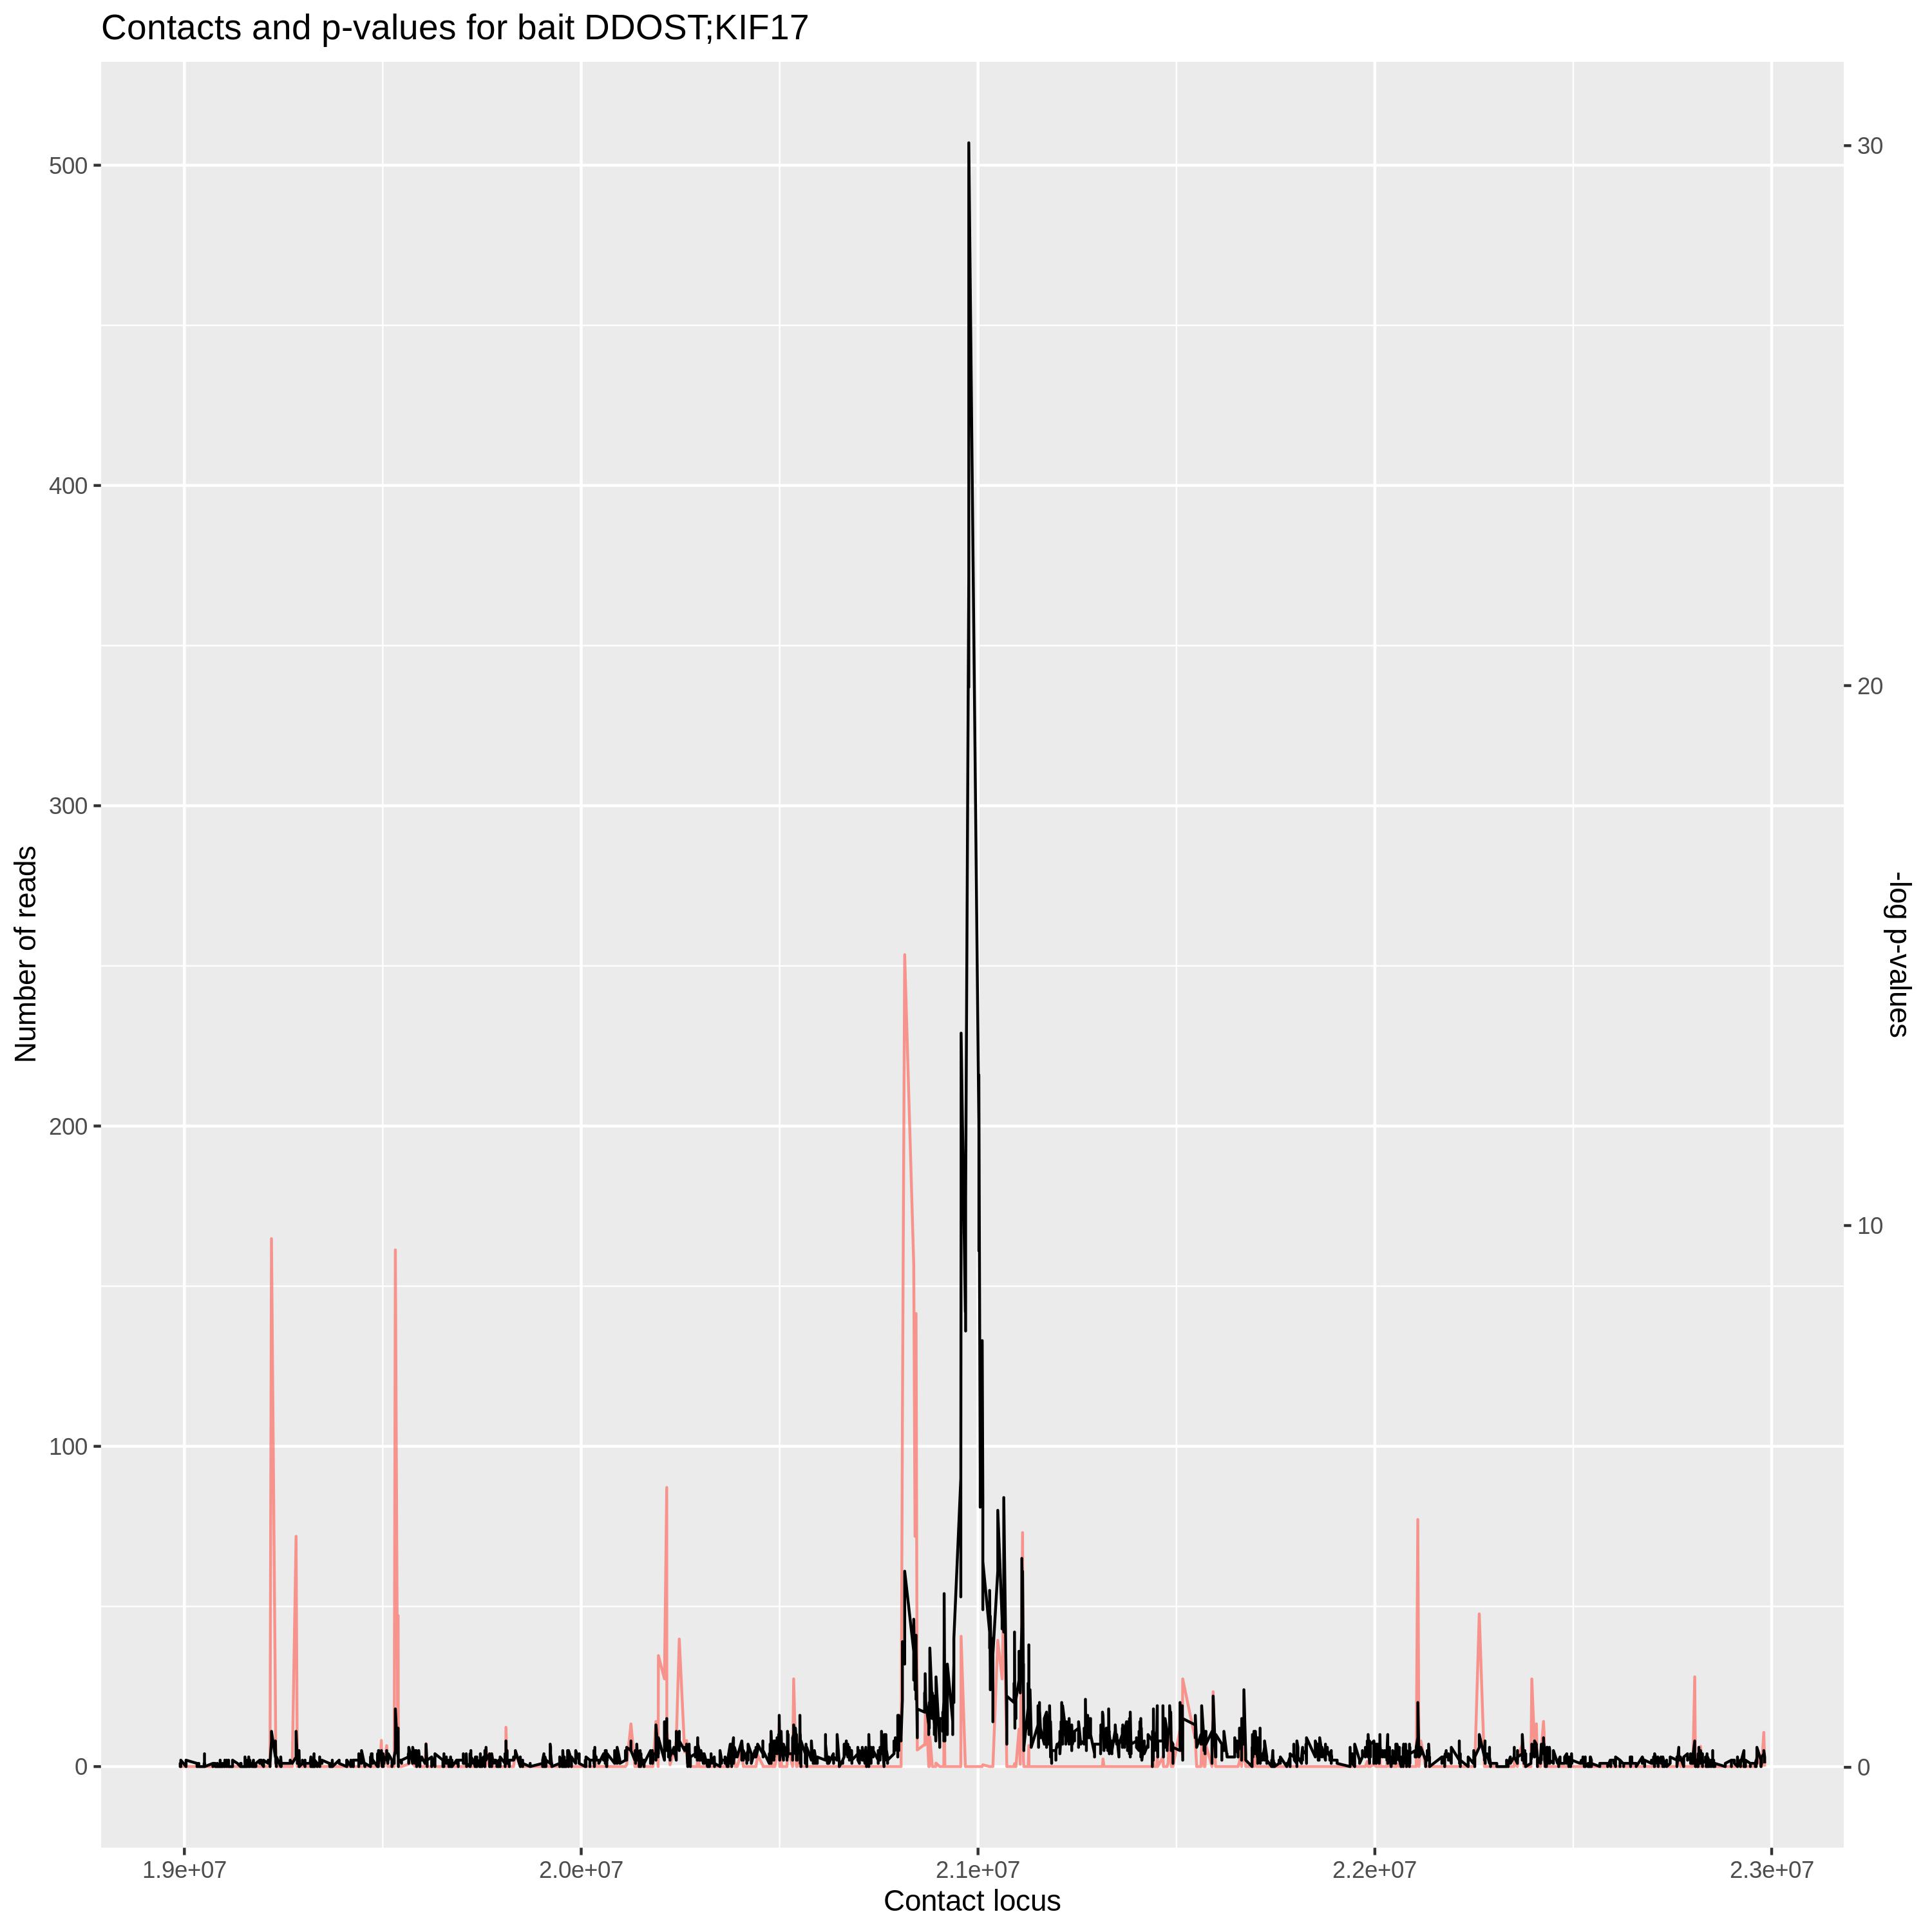 Contacts and p-values for bait DDOST;KIF17
500
400
300
200
100
0
Number of reads
30
20
10
0
-log p-values
1.9e+07
2.0e+07
2.1e+07
2.2e+07
2.3e+07
Contact locus